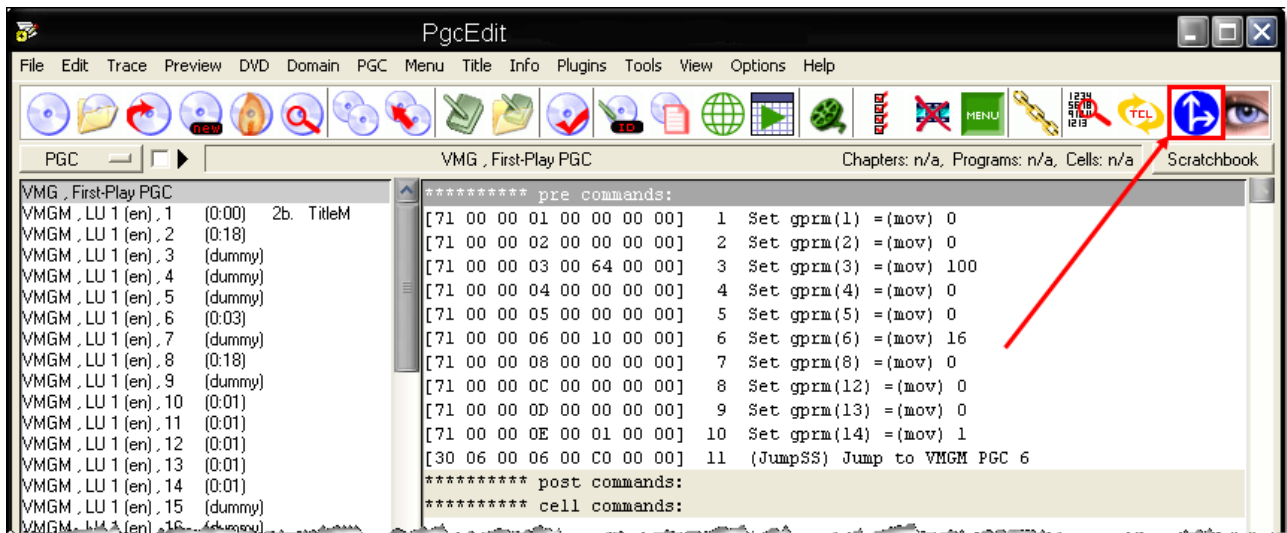 PgcEdit
File Edit Trace Preview DVD Domain PGC Menu Title Info Plugins Tools View Options Help
new ID MENU 1234 5678 91011 1213 TCL
PGC VMG , First-Play PGC Chapters: n/a, Programs: n/a, Cells: n/a Scratchbook
VMG , First-Play PGC
VMGM , LU 1 (en) , 1 (0:00) 2b. TitleM
VMGM , LU 1 (en) , 2 (0:18)
VMGM , LU 1 (en) , 3 (dummy)
VMGM , LU 1 (en) , 4 (dummy)
VMGM , LU 1 (en) , 5 (dummy)
VMGM , LU 1 (en) , 6 (0:03)
VMGM , LU 1 (en) , 7 (dummy)
VMGM , LU 1 (en) , 8 (0:18)
VMGM , LU 1 (en) , 9 (dummy)
VMGM , LU 1 (en) , 10 (0:01)
VMGM , LU 1 (en) , 11 (0:01)
VMGM , LU 1 (en) , 12 (0:01)
VMGM , LU 1 (en) , 13 (0:01)
VMGM , LU 1 (en) , 14 (0:01)
VMGM , LU 1 (en) , 15 (dummy)
********** pre commands:
[71 00 00 01 00 00 00 00] 1 Set gprm(1) =(mov) 0
[71 00 00 02 00 00 00 00] 2 Set gprm(2) =(mov) 0
[71 00 00 03 00 64 00 00] 3 Set gprm(3) =(mov) 100
[71 00 00 04 00 00 00 00] 4 Set gprm(4) =(mov) 0
[71 00 00 05 00 00 00 00] 5 Set gprm(5) =(mov) 0
[71 00 00 06 00 10 00 00] 6 Set gprm(6) =(mov) 16
[71 00 00 08 00 00 00 00] 7 Set gprm(8) =(mov) 0
[71 00 00 0C 00 00 00 00] 8 Set gprm(12) =(mov) 0
[71 00 00 0D 00 00 00 00] 9 Set gprm(13) =(mov) 0
[71 00 00 0E 00 01 00 00] 10 Set gprm(14) =(mov) 1
[30 06 00 06 00 C0 00 00] 11 (JumpSS) Jump to VMGM PGC 6
********** post commands:
********** cell commands: